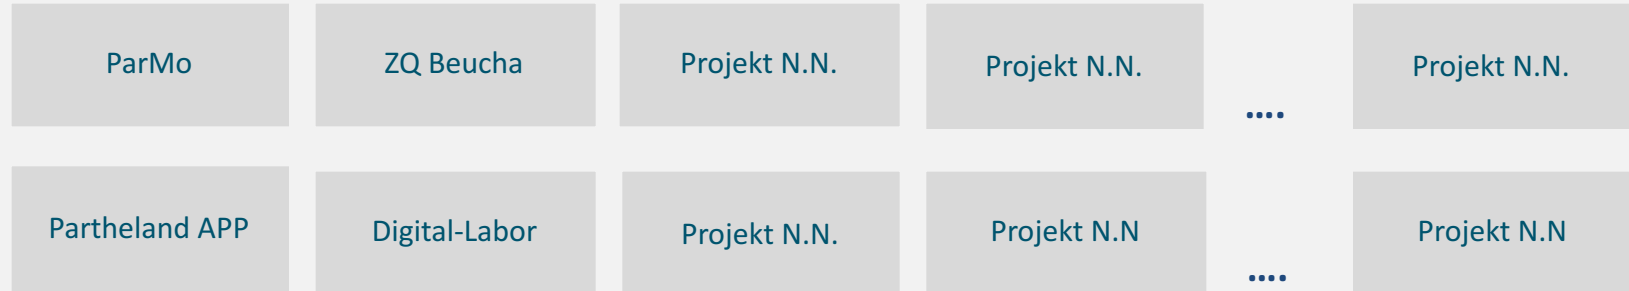 ParMo
ZQ Beucha
Projekt N.N.
Projekt N.N.
....
Projekt N.N.
Partheland APP
Digital-Labor
Projekt N.N.
Projekt N.N
....
Projekt N.N